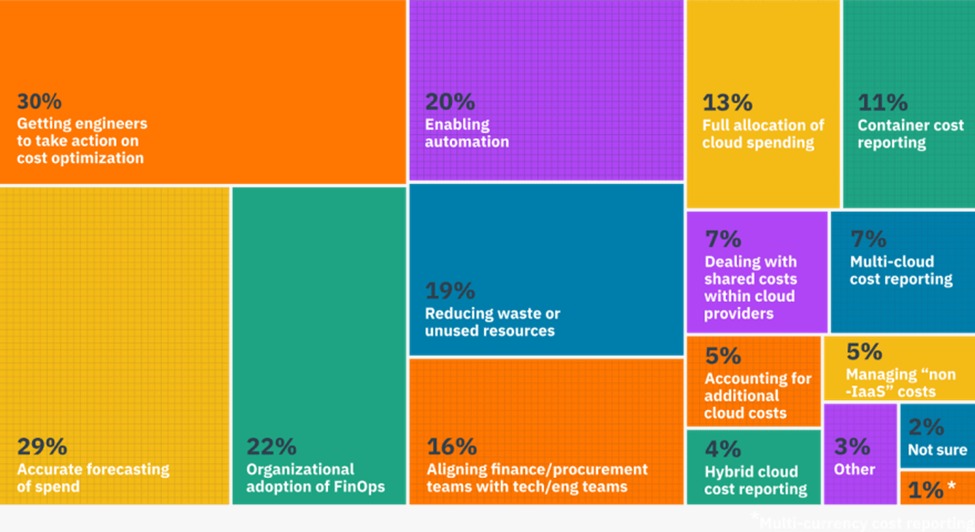 30%
Getting engineers
to take action on
cost optimization
20%
Enabling
automation
13%
Full allocation of
cloud spending
11%
Container cost
reporting
29%
Accurate forecasting
of spend
22%
Organizational
adoption of FinOps
19%
Reducing waste or
unused resources
16%
Aligning finance/procurement
teams with tech/eng teams
7%
Dealing with
shared costs
within cloud
providers
7%
Multi-cloud
cost reporting
5%
Accounting for
additional
cloud costs
5%
Managing “non
-IaaS” costs
4%
Hybrid cloud
cost reporting
3%
Other
2%
Not sure
1%*
*Multi-currency cost reporting